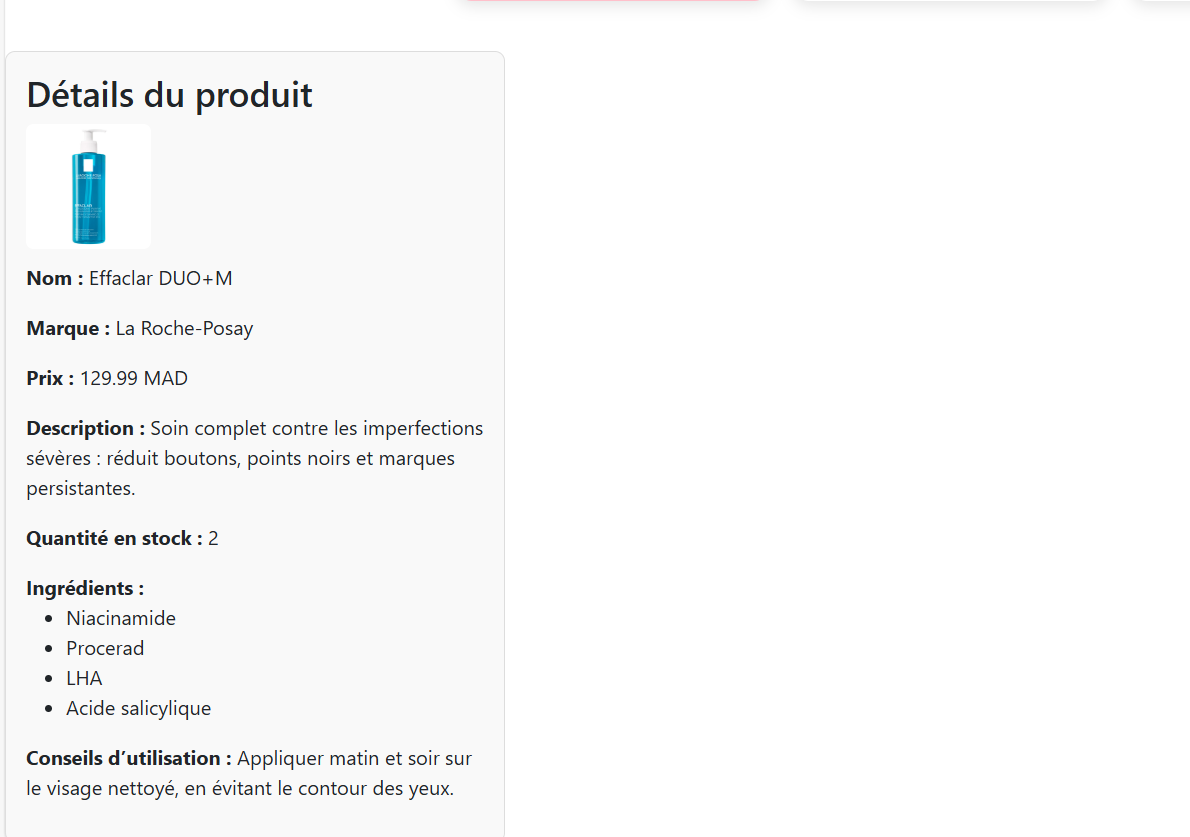 Détails du produit
EFFACLAR
Nom : Effaclar DUO+M
Marque : La Roche-Posay
Prix : 129.99 MAD
Description : Soin complet contre les imperfections
sévères : réduit boutons, points noirs et marques
persistantes.
Quantité en stock : 2
Ingrédients :
• Niacinamide
• Procerad
• LHA
• Acide salicylique
Conseils d’utilisation : Appliquer matin et soir sur
le visage nettoyé, en évitant le contour des yeux.